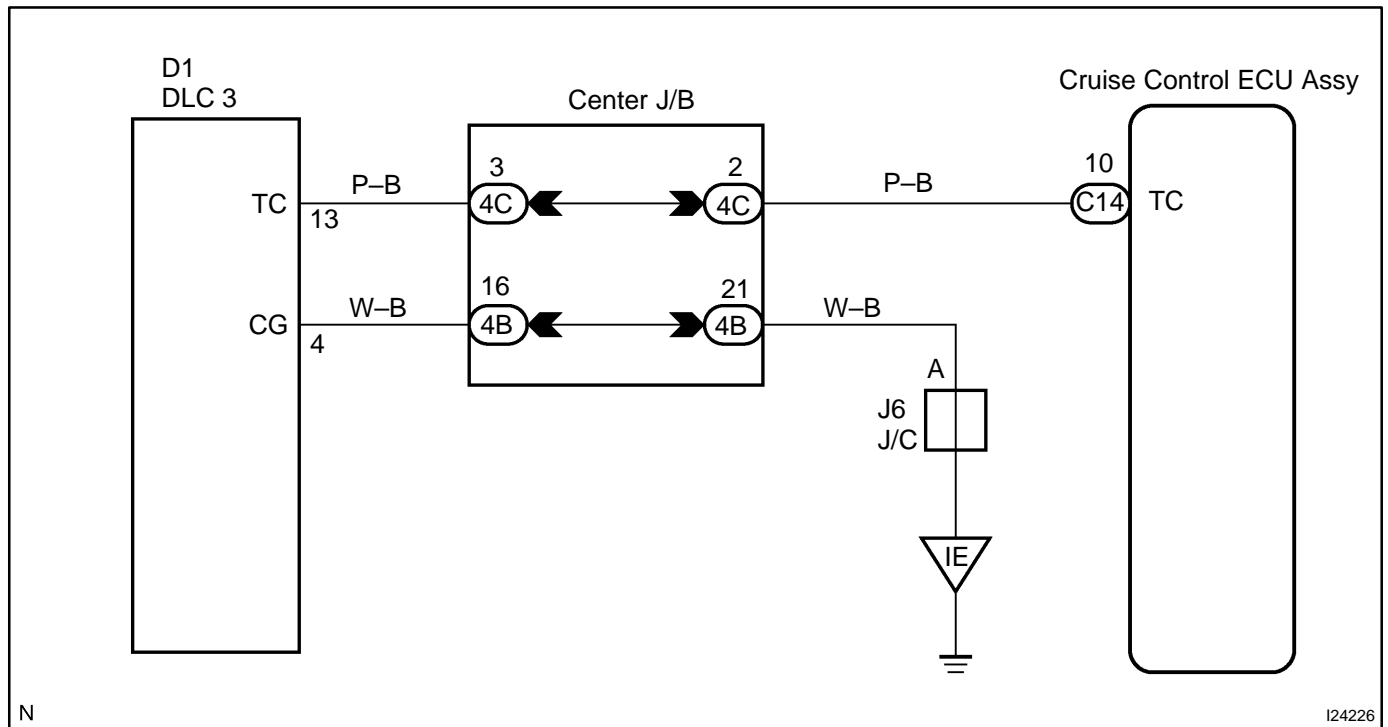 D1
DLC 3
Center J/B
Cruise Control ECU Assy
3
2
10
P–B
P–B
TC
4C
4C
C14
TC
13
16
21
W–B
W–B
CG
4B
4B
4
A
J6
J/C
IE
N
I24226